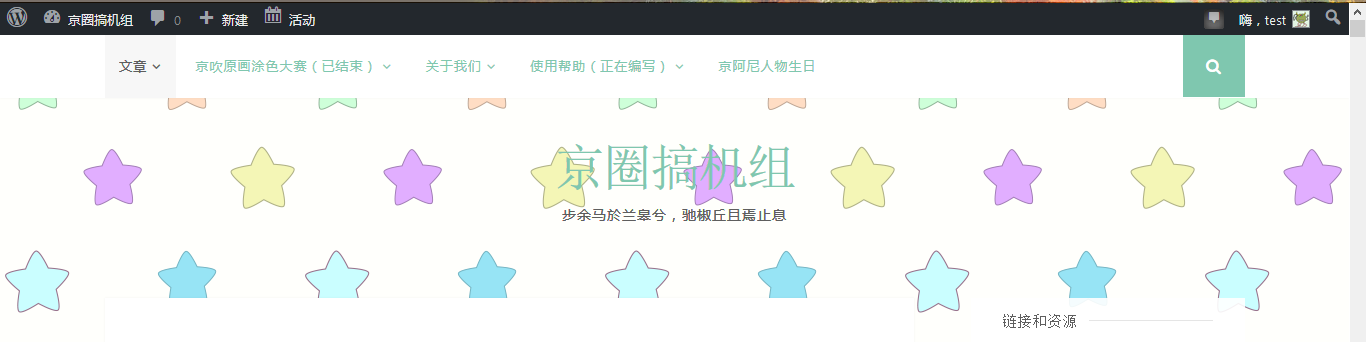 京圈搞机组 0 新建 活动 嗨，test
文章 京吹原画涂色大赛（已结束） 关于我们 使用帮助（正在编写） 京阿尼人物生日
京圈搞机组
步余马於兰皋兮，驰椒丘且焉止息
链接和资源